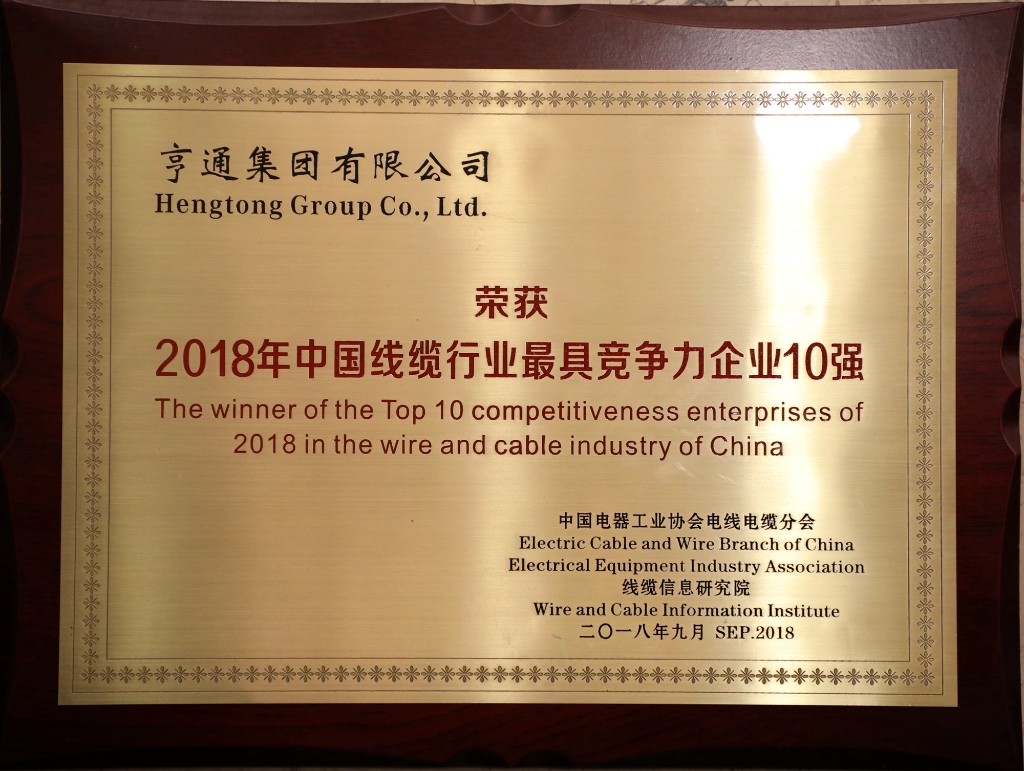 亨通集团有限公司
Hengtong Group Co., Ltd.
荣获
2018年中国线缆行业最具竞争力企业10强
The winner of the Top 10 competitiveness enterprises of
2018 in the wire and cable industry of China
中国电器工业协会电线电缆分会
Electric Cable and Wire Branch of China
Electrical Equipment Industry Association
线缆信息研究院
Wire and Cable Information Institute
二〇一八年九月 SEP.2018